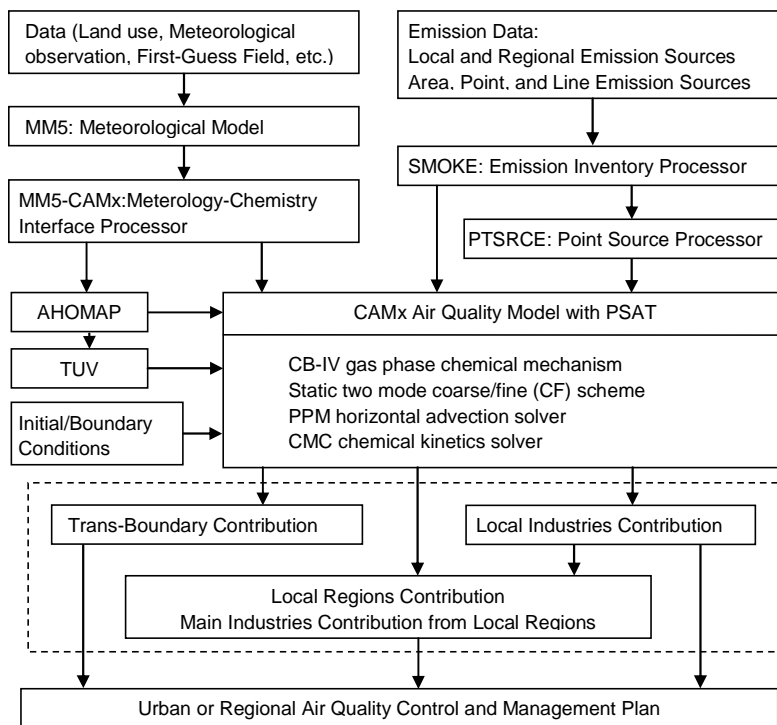 Data (Land use, Meteorological
observation, First-Guess Field, etc.)
Emission Data:
Local and Regional Emission Sources
Area, Point, and Line Emission Sources
MM5: Meteorological Model
SMOKE: Emission Inventory Processor
MM5-CAMx:Meterology-Chemistry
Interface Processor
PTSRCE: Point Source Processor
AHOMAP
CAMx Air Quality Model with PSAT
TUV
CB-IV gas phase chemical mechanism
Static two mode coarse/fine (CF) scheme
PPM horizontal advection solver
CMC chemical kinetics solver
Initial/Boundary
Conditions
Trans-Boundary Contribution
Local Industries Contribution
Local Regions Contribution
Main Industries Contribution from Local Regions
Urban or Regional Air Quality Control and Management Plan